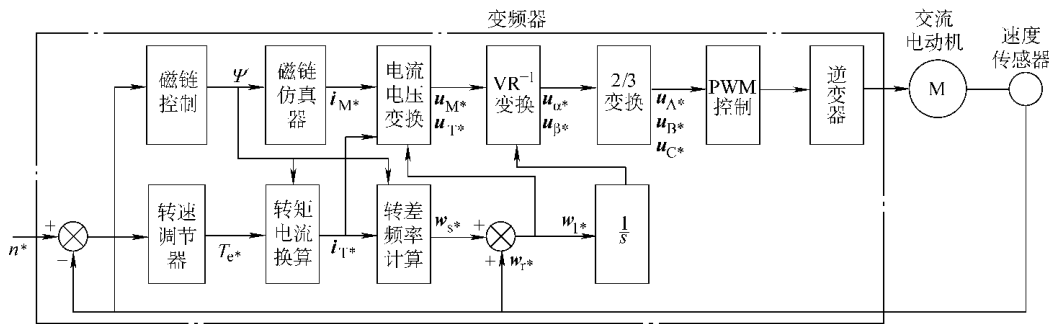 变频器
交流
电动机
速度
传感器
磁链
控制
Ψ
磁链
仿真
器
i_M*
电流
电压
变换
u_M*
u_T*
VR⁻¹
变换
u_α*
u_β*
2/3
变换
u_A*
u_B*
u_C*
PWM
控制
逆
变
器
M
n*
+
−
转速
调节
器
T_e*
转矩
电流
换算
i_T*
转差
频率
计算
w_s*
+
+
w_r*
w_1*
1/s